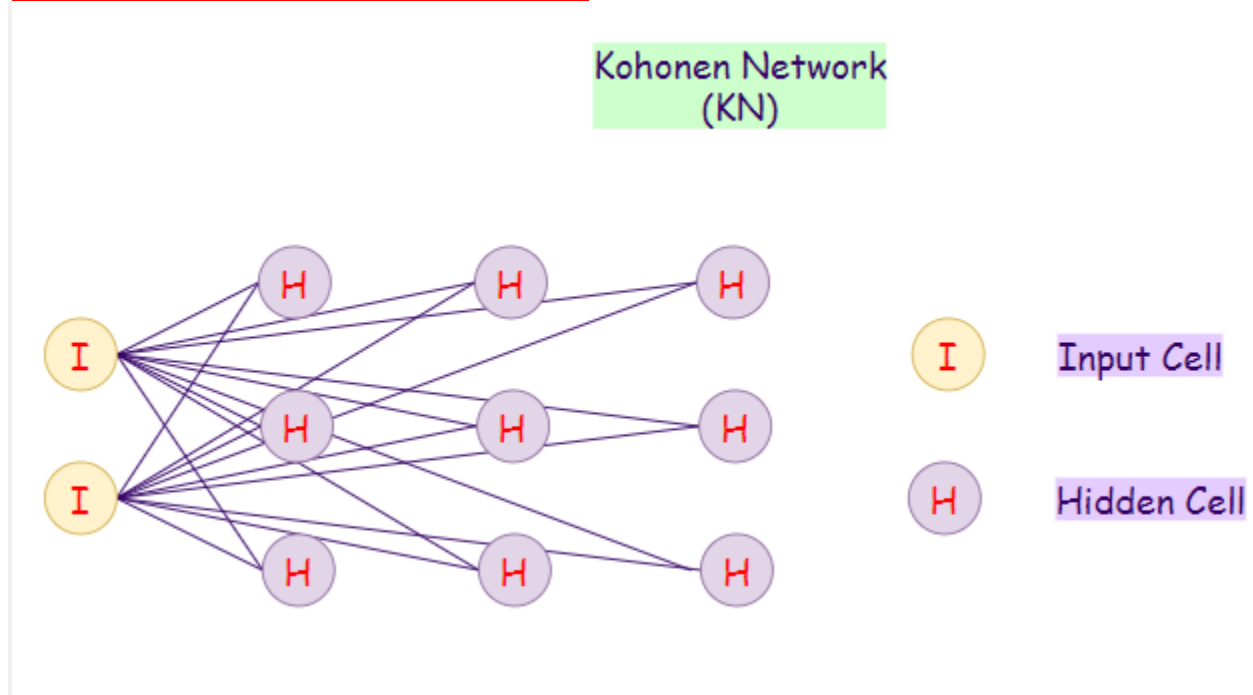 Kohonen Network
(KN)
H H H
I
I Input Cell
H H H
I
H Hidden Cell
H H H